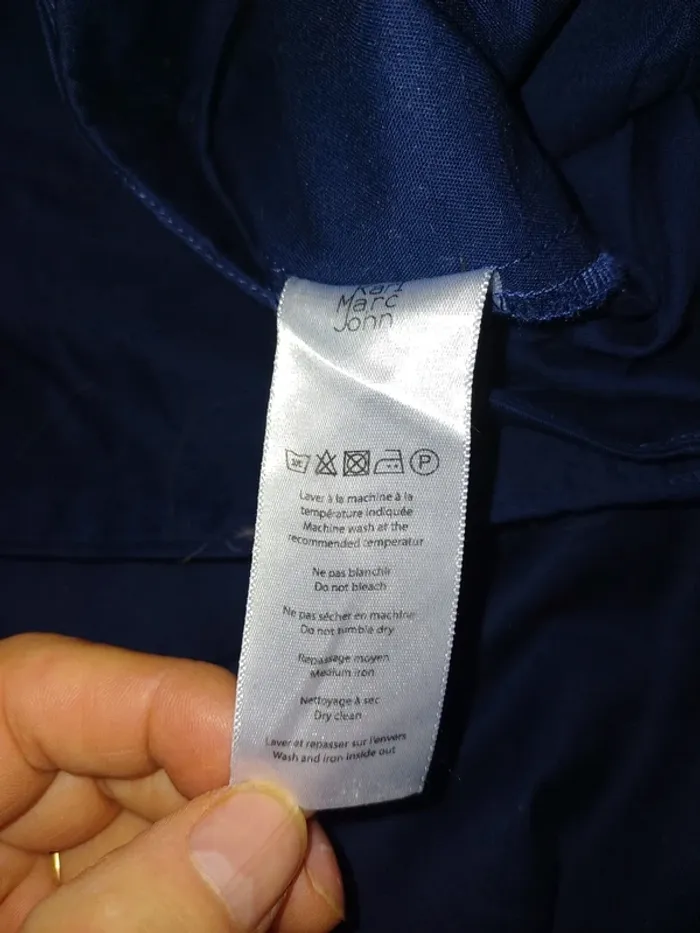 Karl
Marc
John
P
Laver à la machine à la
température indiquée
Machine wash at the
recommended temperatur
Ne pas blanchir
Do not bleach
Ne pas sécher en machine
Do not tumble dry
Repassage moyen
Medium iron
Nettoyage à sec
Dry clean
Laver et repasser sur l'envers
Wash and iron inside out